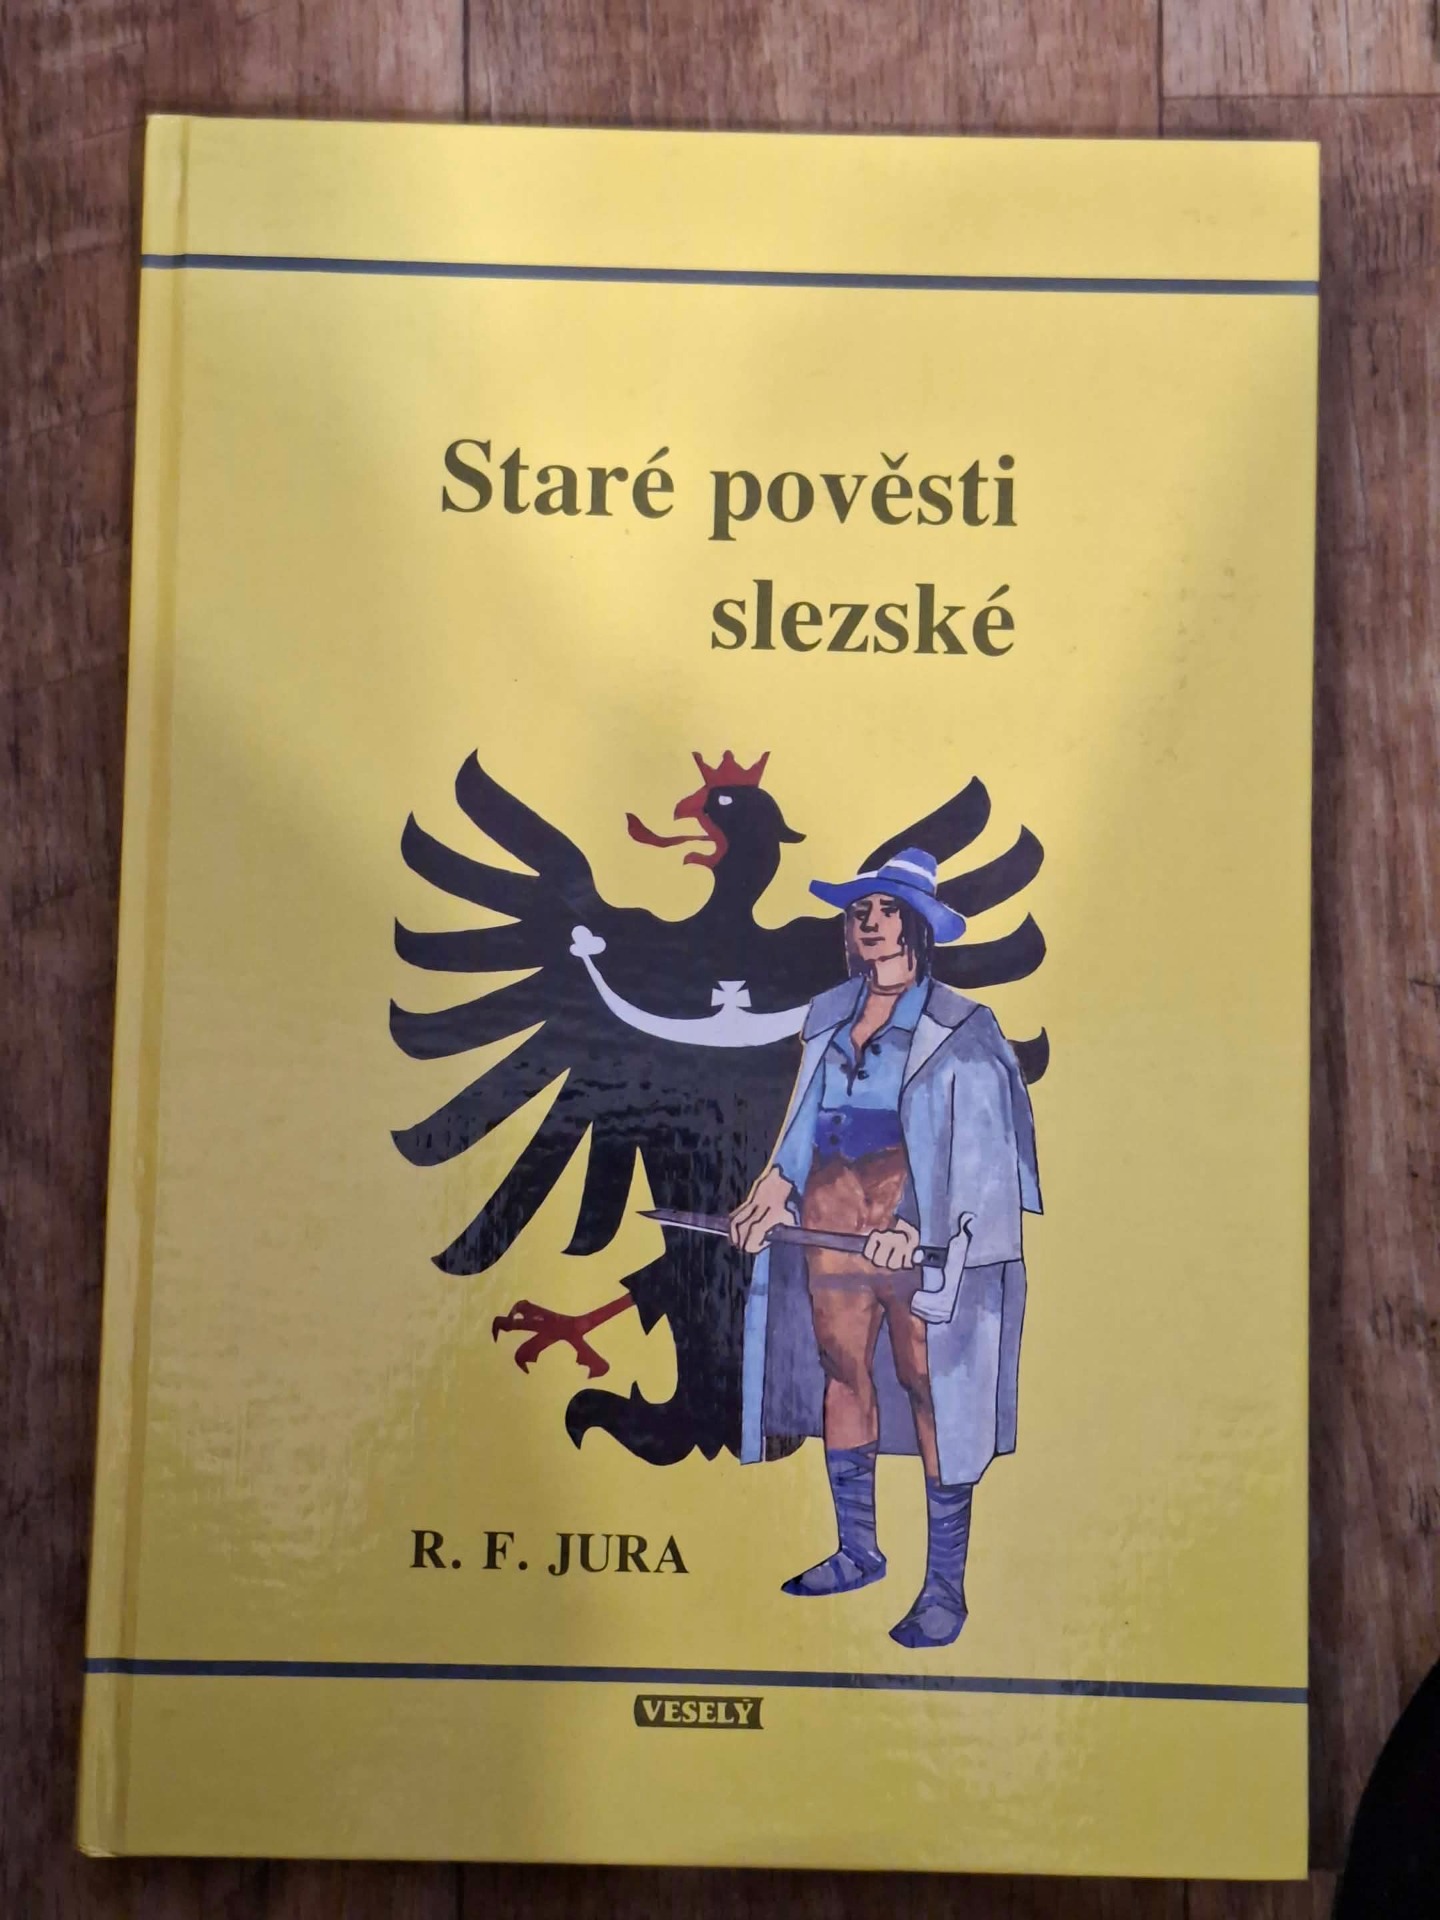 Staré pověsti
slezské
R. F. JURA
VESELÝ